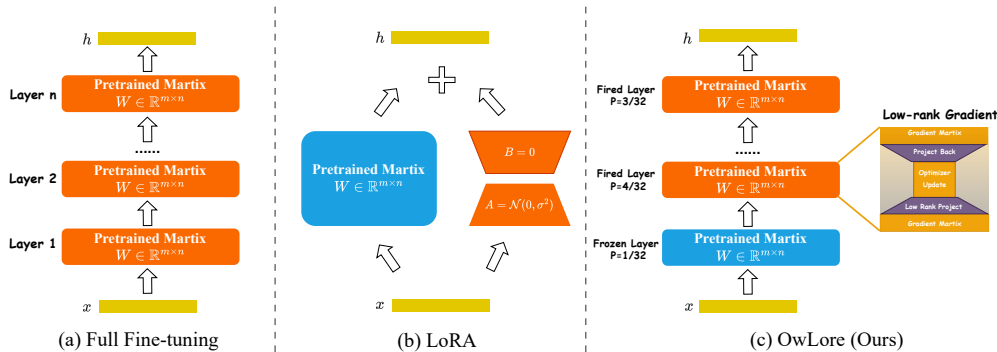 h
Layer n
Pretrained Martix
W ∈ ℝ^{m×n}
......
Layer 2
Pretrained Martix
W ∈ ℝ^{m×n}
Layer 1
Pretrained Martix
W ∈ ℝ^{m×n}
x
(a) Full Fine-tuning
h
Pretrained Martix
W ∈ ℝ^{m×n}
B = 0
A = 𝒩(0, σ²)
x
(b) LoRA
h
Fired Layer
P=3/32
Pretrained Martix
W ∈ ℝ^{m×n}
......
Fired Layer
P=4/32
Pretrained Martix
W ∈ ℝ^{m×n}
Frozen Layer
P=1/32
Pretrained Martix
W ∈ ℝ^{m×n}
x
Low-rank Gradient
Gradient Martix
Project Back
Optimizer
Update
Low Rank Project
Gradient Martix
(c) OwLore (Ours)